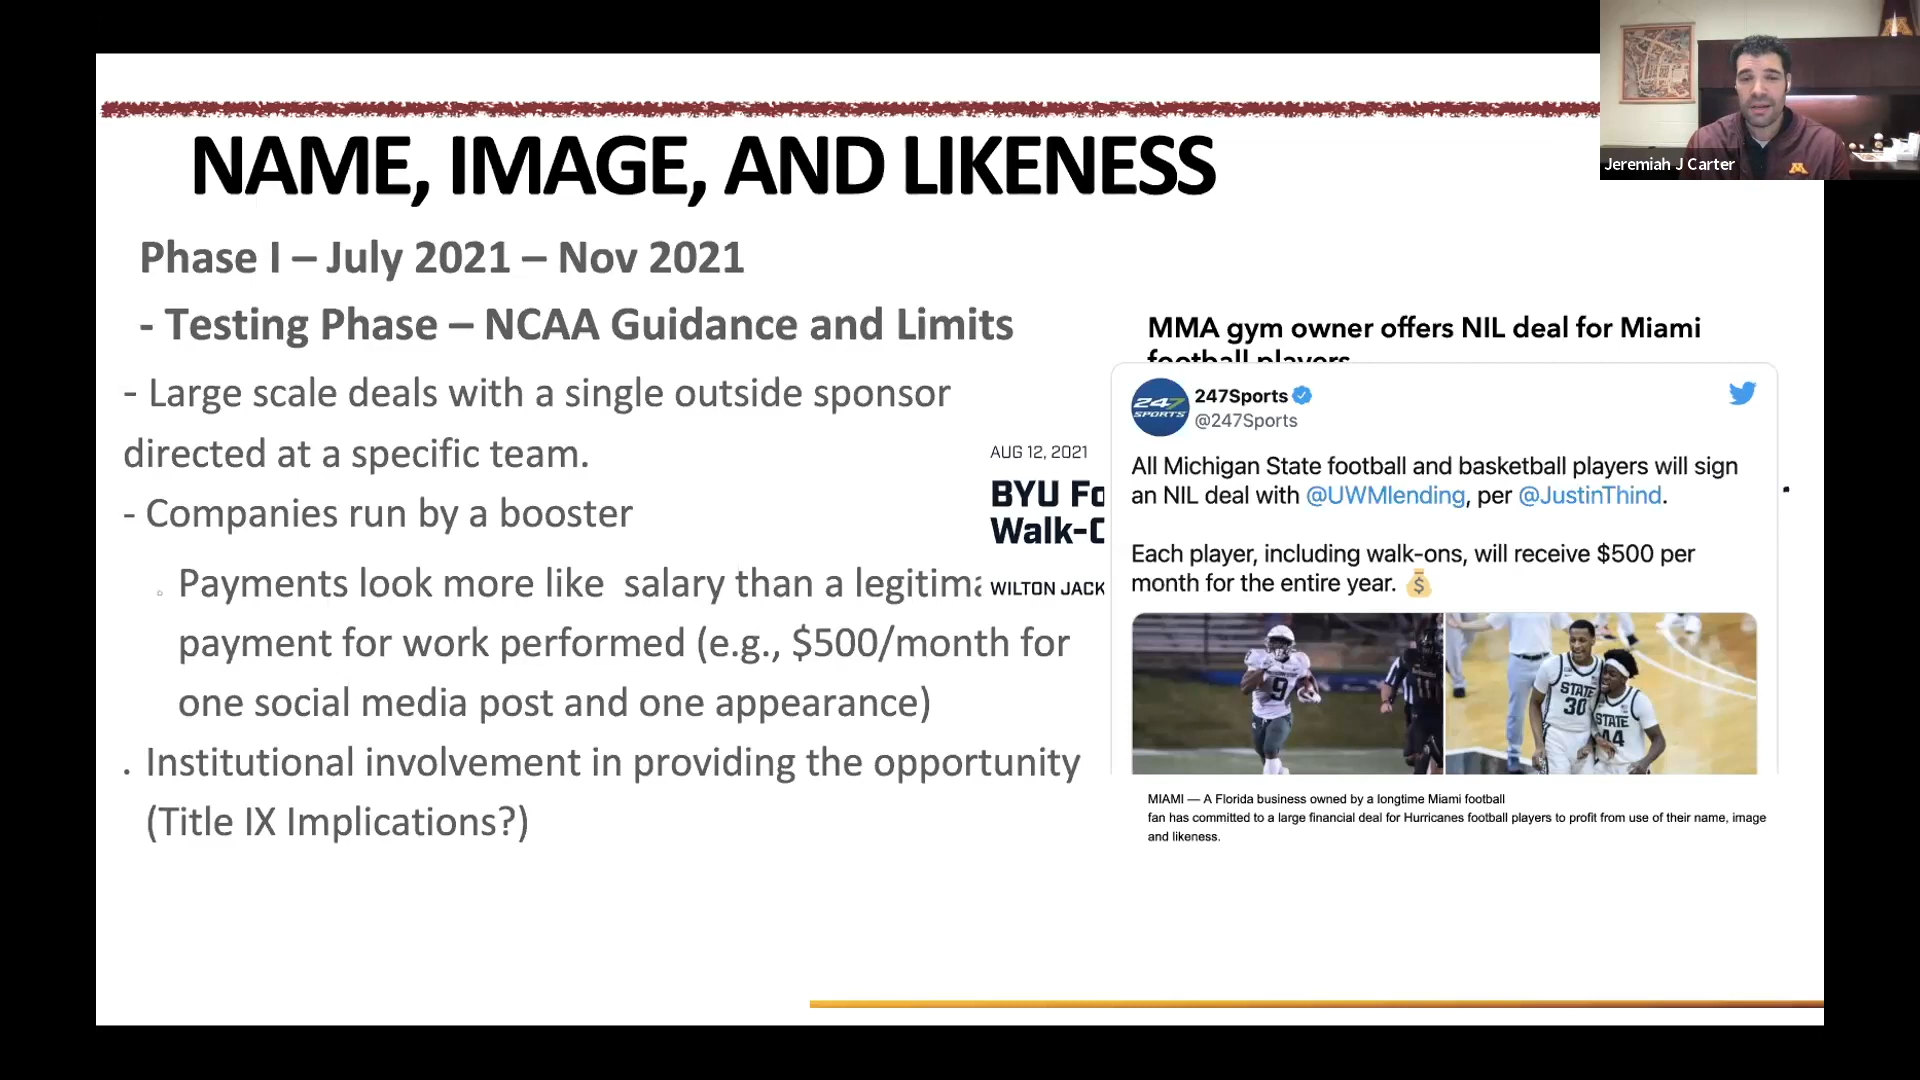 NAME, IMAGE, AND LIKENESS
Phase I – July 2021 – Nov 2021
- Testing Phase – NCAA Guidance and Limits
- Large scale deals with a single outside sponsor
directed at a specific team.
- Companies run by a booster
Payments look more like  salary than a legitima
payment for work performed (e.g., $500/month for
one social media post and one appearance)
. Institutional involvement in providing the opportunity
(Title IX Implications?)
AUG 12, 2021
BYU Fo
Walk-O
WILTON JACK
MMA gym owner offers NIL deal for Miami
football players
247
SPORTS
247Sports
@247Sports
All Michigan State football and basketball players will sign
an NIL deal with @UWMlending, per @JustinThind.
Each player, including walk-ons, will receive $500 per
month for the entire year. 💰
9
11
STATE
30
STATE
44
MIAMI — A Florida business owned by a longtime Miami football
fan has committed to a large financial deal for Hurricanes football players to profit from use of their name, image
and likeness.
Jeremiah J Carter
M